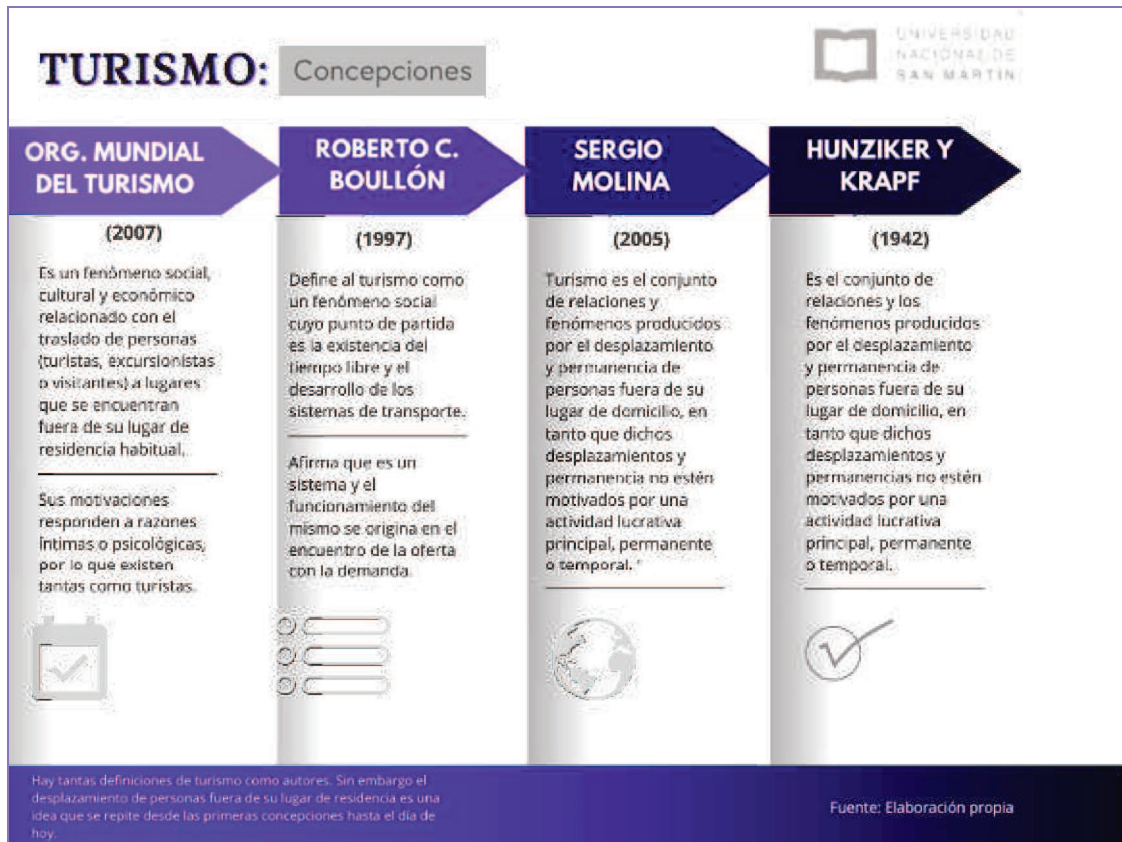 TURISMO: Concepciones
UNIVERSIDAD
NACIONAL DE
SAN MARTÍN
ORG. MUNDIAL
DEL TURISMO
(2007)
Es un fenómeno social,
cultural y económico
relacionado con el
traslado de personas
(turistas, excursionistas
o visitantes) a lugares
que se encuentran
fuera de su lugar de
residencia habitual.
Sus motivaciones
responden a razones
íntimas o psicológicas,
por lo que existen
tantas como turistas.
ROBERTO C.
BOULLÓN
(1997)
Define al turismo como
un fenómeno social
cuyo punto de partida
es la existencia del
tiempo libre y el
desarrollo de los
sistemas de transporte.
Afirma que es un
sistema y el
funcionamiento del
mismo se origina en el
encuentro de la oferta
con la demanda.
SERGIO
MOLINA
(2005)
Turismo es el conjunto
de relaciones y
fenómenos producidos
por el desplazamiento
y permanencia de
personas fuera de su
lugar de domicilio, en
tanto que dichos
desplazamientos y
permanencia no estén
motivados por una
actividad lucrativa
principal, permanente
o temporal. "
HUNZIKER Y
KRAPF
(1942)
Es el conjunto de
relaciones y los
fenómenos producidos
por el desplazamiento
y permanencia de
personas fuera de su
lugar de domicilio, en
tanto que dichos
desplazamientos y
permanencias no estén
motivados por una
actividad lucrativa
principal, permanente
o temporal.
Hay tantas definiciones de turismo como autores. Sin embargo el
desplazamiento de personas fuera de su lugar de residencia es una
idea que se repite desde las primeras concepciones hasta el día de
hoy.
Fuente: Elaboración propia